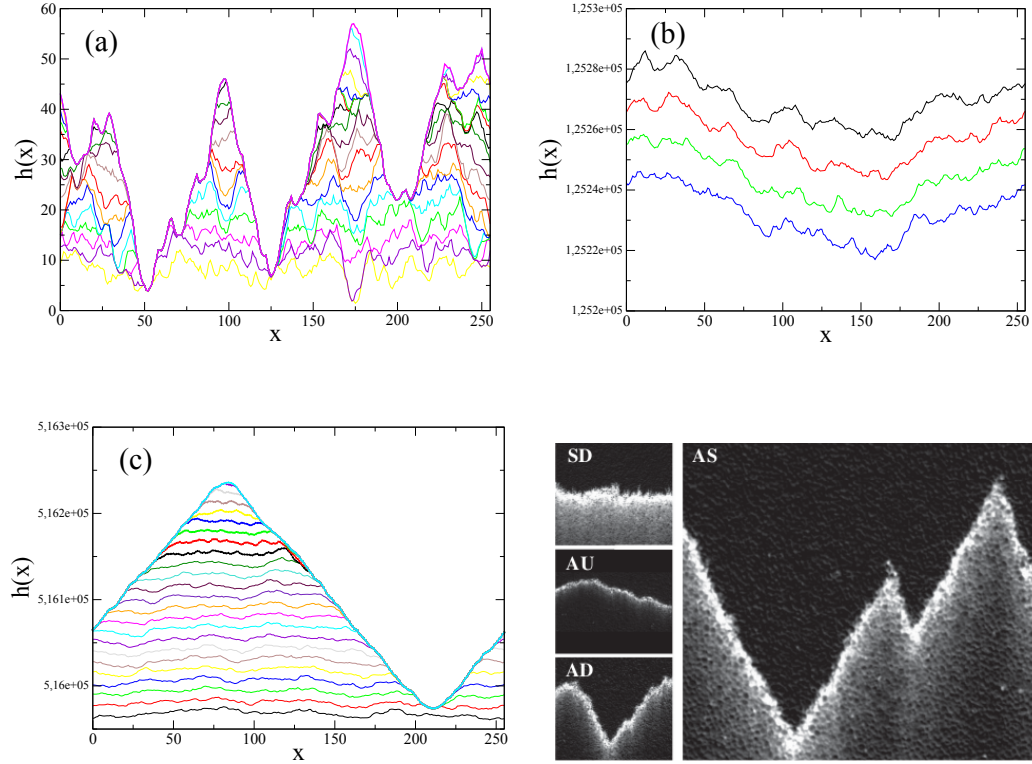 (a)
h(x)
60
50
40
30
20
10
0
0 50 100 150 200 250
x
(b)
h(x)
1,253e+05
1,2528e+05
1,2526e+05
1,2524e+05
1,2522e+05
1,252e+05
0 50 100 150 200 250
x
(c)
h(x)
5,163e+05
5,162e+05
5,161e+05
5,16e+05
0 50 100 150 200 250
x
SD
AU
AD
AS